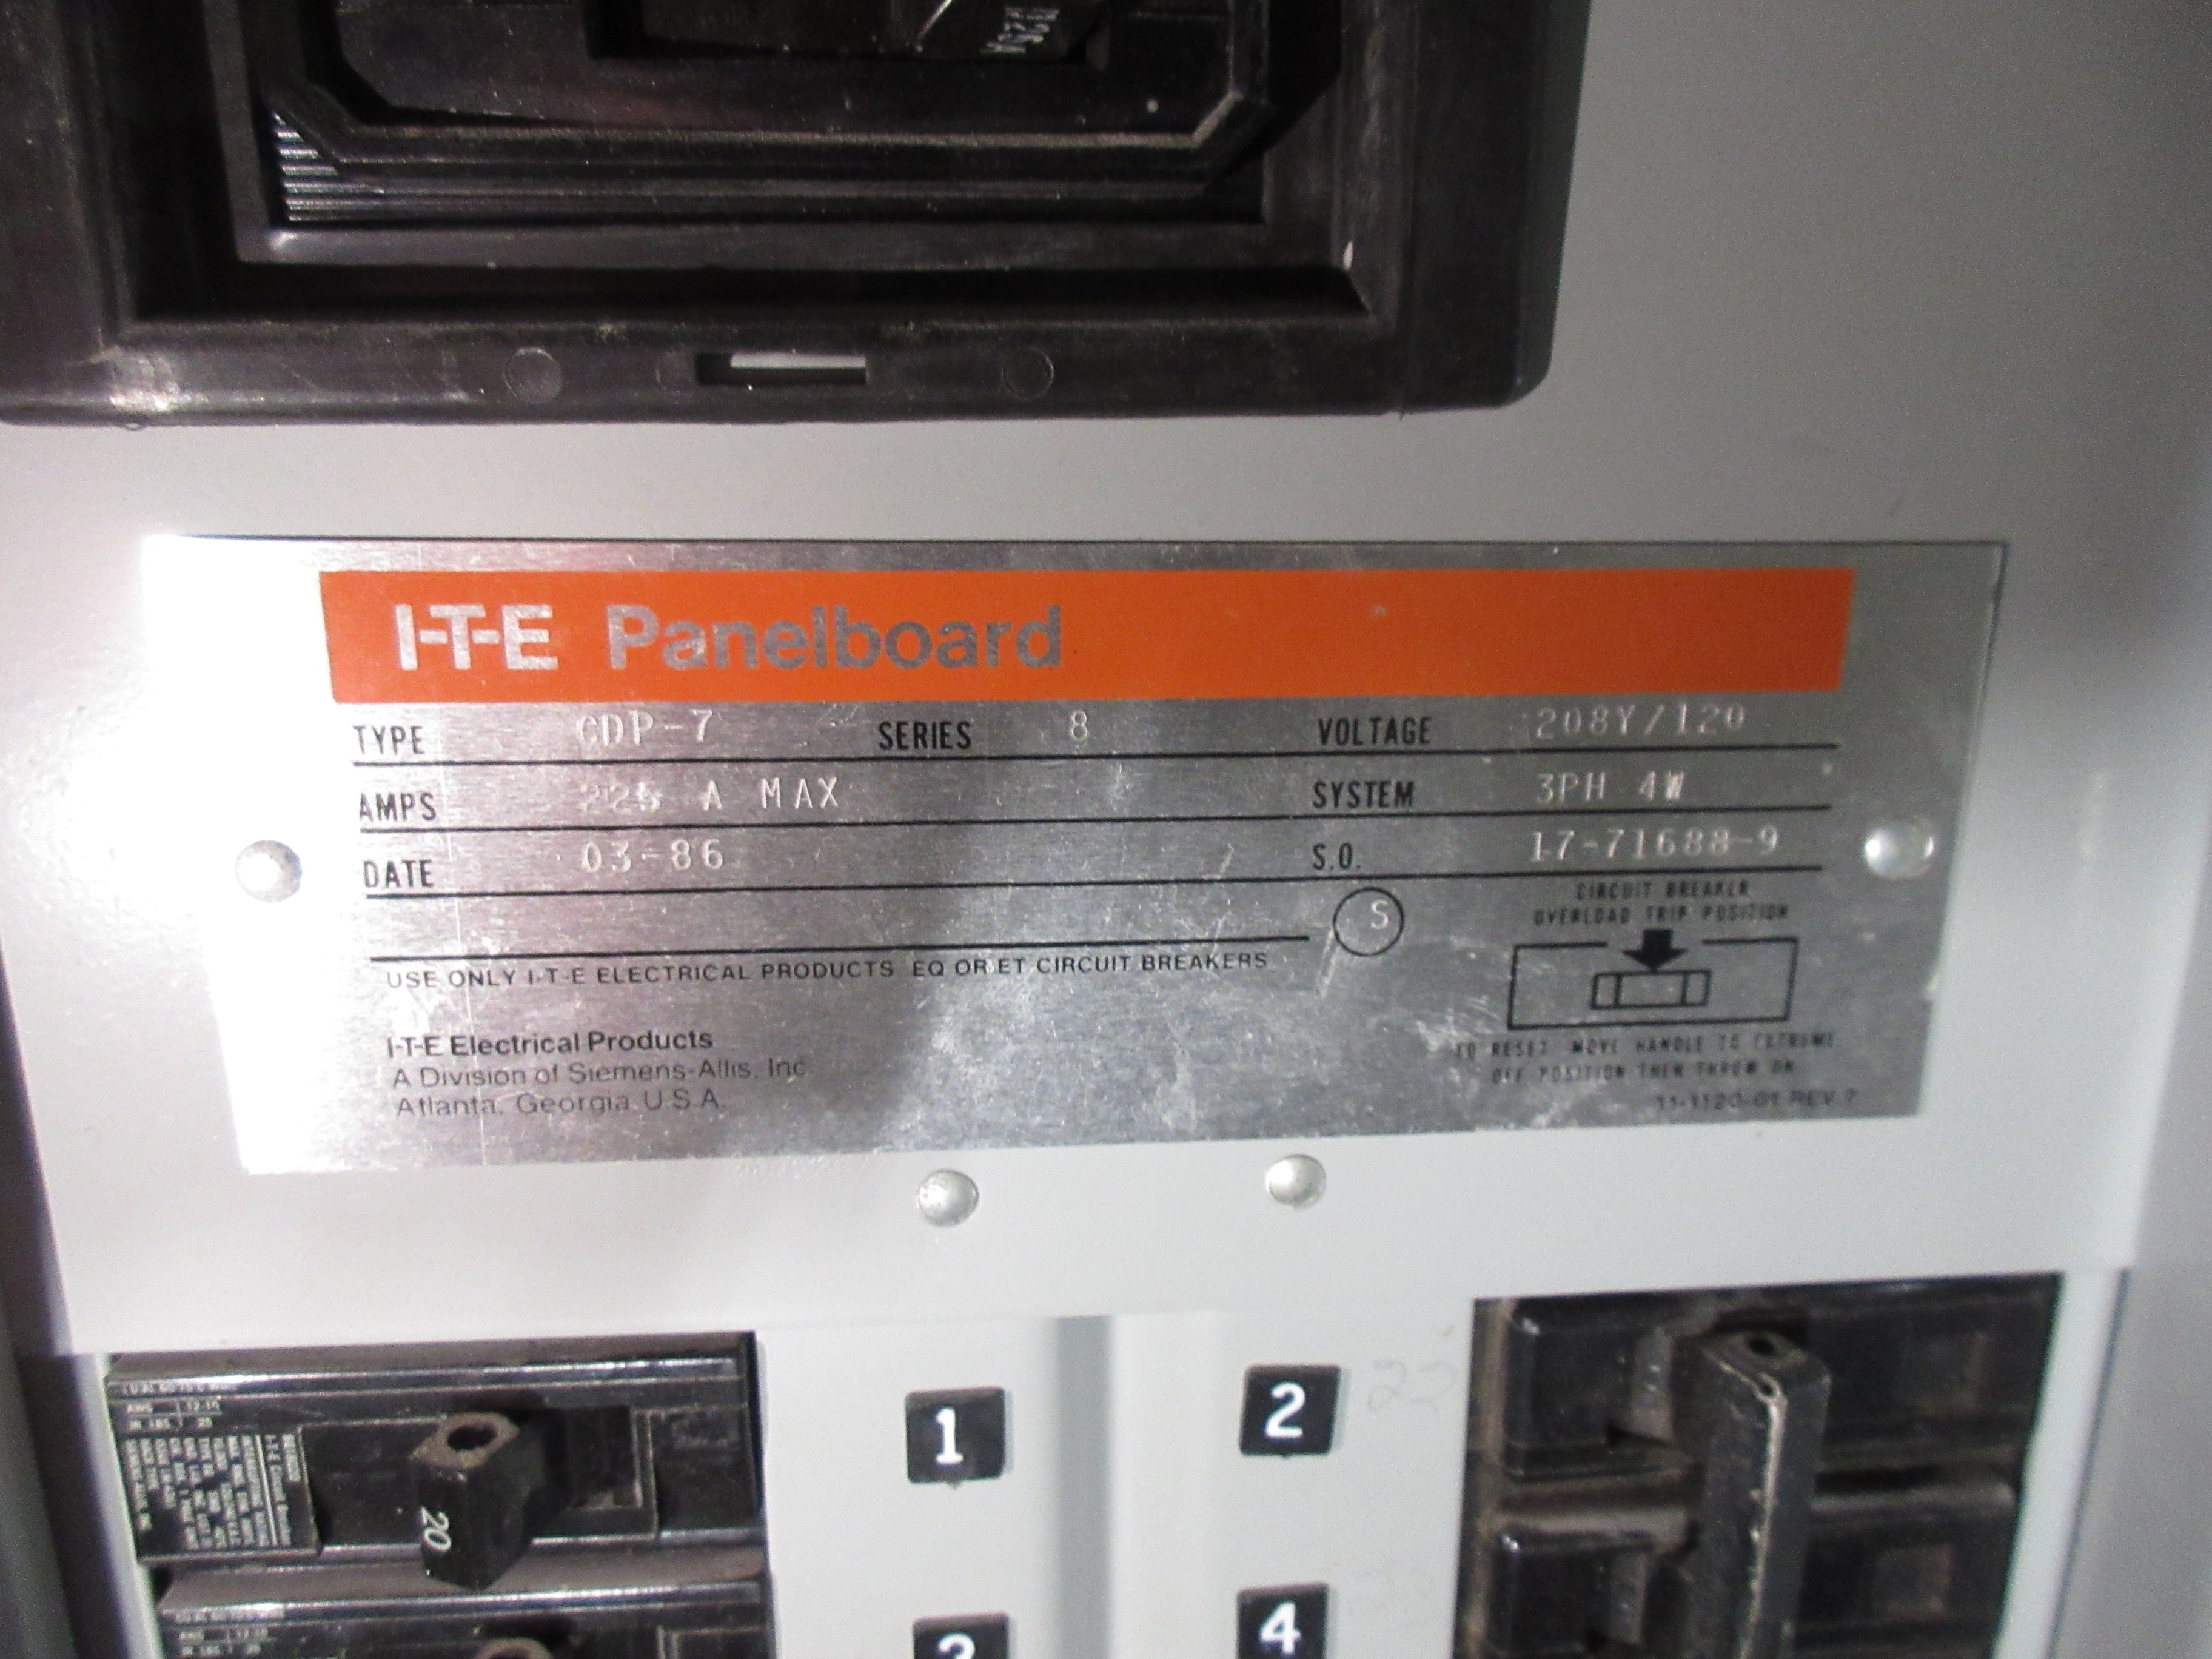 125A
I-T-E Panelboard
TYPE CDP-7 SERIES 8 VOLTAGE 208Y/120
AMPS 225 A MAX SYSTEM 3PH 4W
DATE 03-86 S.O. 17-71688-9
S
CIRCUIT BREAKER
OVERLOAD TRIP POSITION
USE ONLY I-T-E ELECTRICAL PRODUCTS EQ OR ET CIRCUIT BREAKERS
TO RESET MOVE HANDLE TO EXTREME
OFF POSITION THEN THROW ON
I-T-E Electrical Products
A Division of Siemens-Allis, Inc
Atlanta, Georgia U.S.A.
11-1120-01 REV
1
2
22
20
3
4